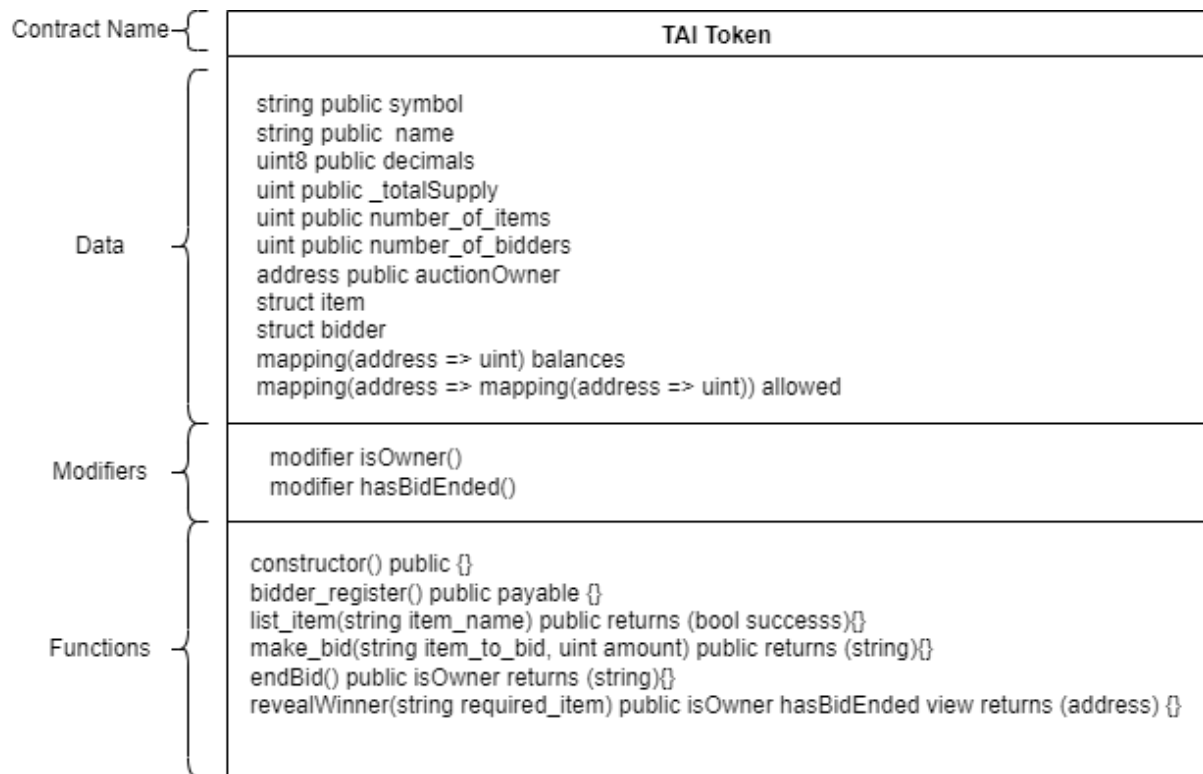 Contract Name
TAI Token
Data
string public symbol
string public  name
uint8 public decimals
uint public _totalSupply
uint public number_of_items
uint public number_of_bidders
address public auctionOwner
struct item
struct bidder
mapping(address => uint) balances
mapping(address => mapping(address => uint)) allowed
Modifiers
modifier isOwner()
modifier hasBidEnded()
Functions
constructor() public {}
bidder_register() public payable {}
list_item(string item_name) public returns (bool successs){}
make_bid(string item_to_bid, uint amount) public returns (string){}
endBid() public isOwner returns (string){}
revealWinner(string required_item) public isOwner hasBidEnded view returns (address) {}